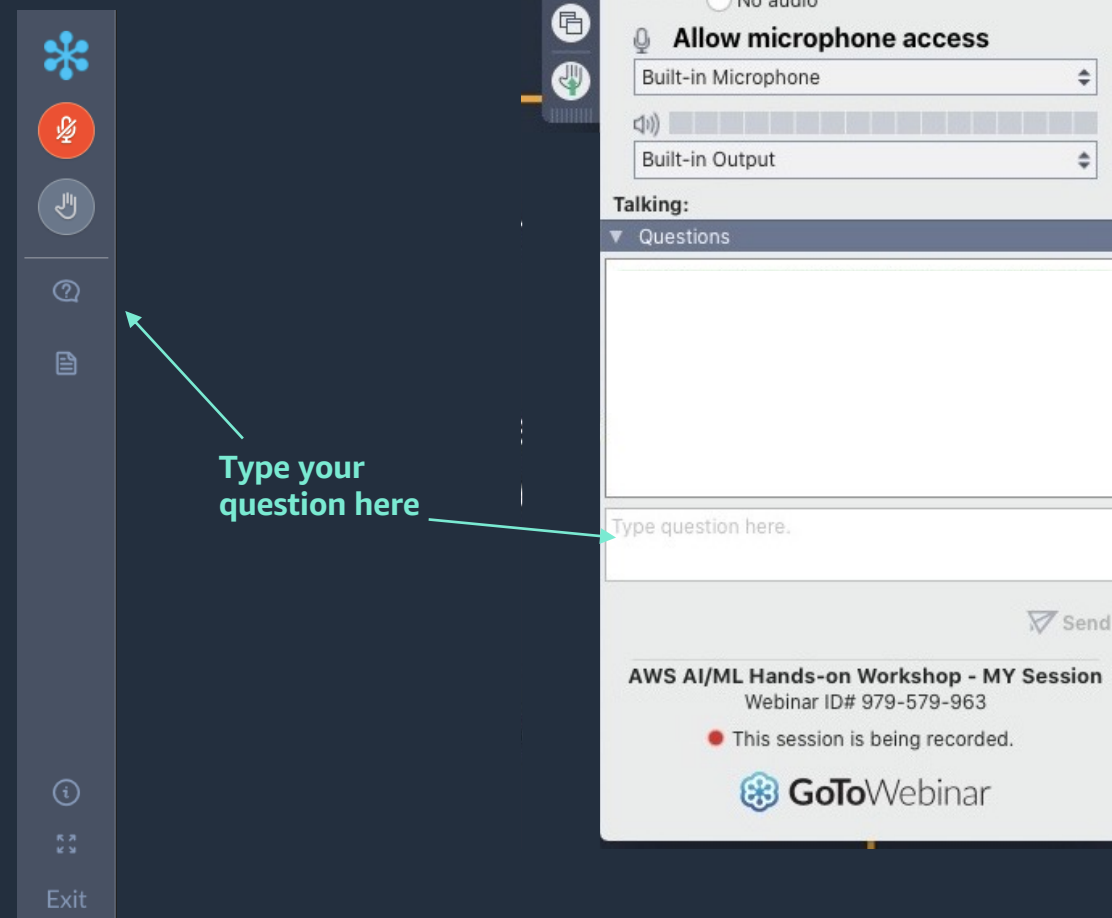 No audio
Allow microphone access
Built-in Microphone
Built-in Output
Talking:
Questions
Type your
question here
Type question here.
Send
AWS AI/ML Hands-on Workshop - MY Session
Webinar ID# 979-579-963
This session is being recorded.
GoToWebinar
Exit